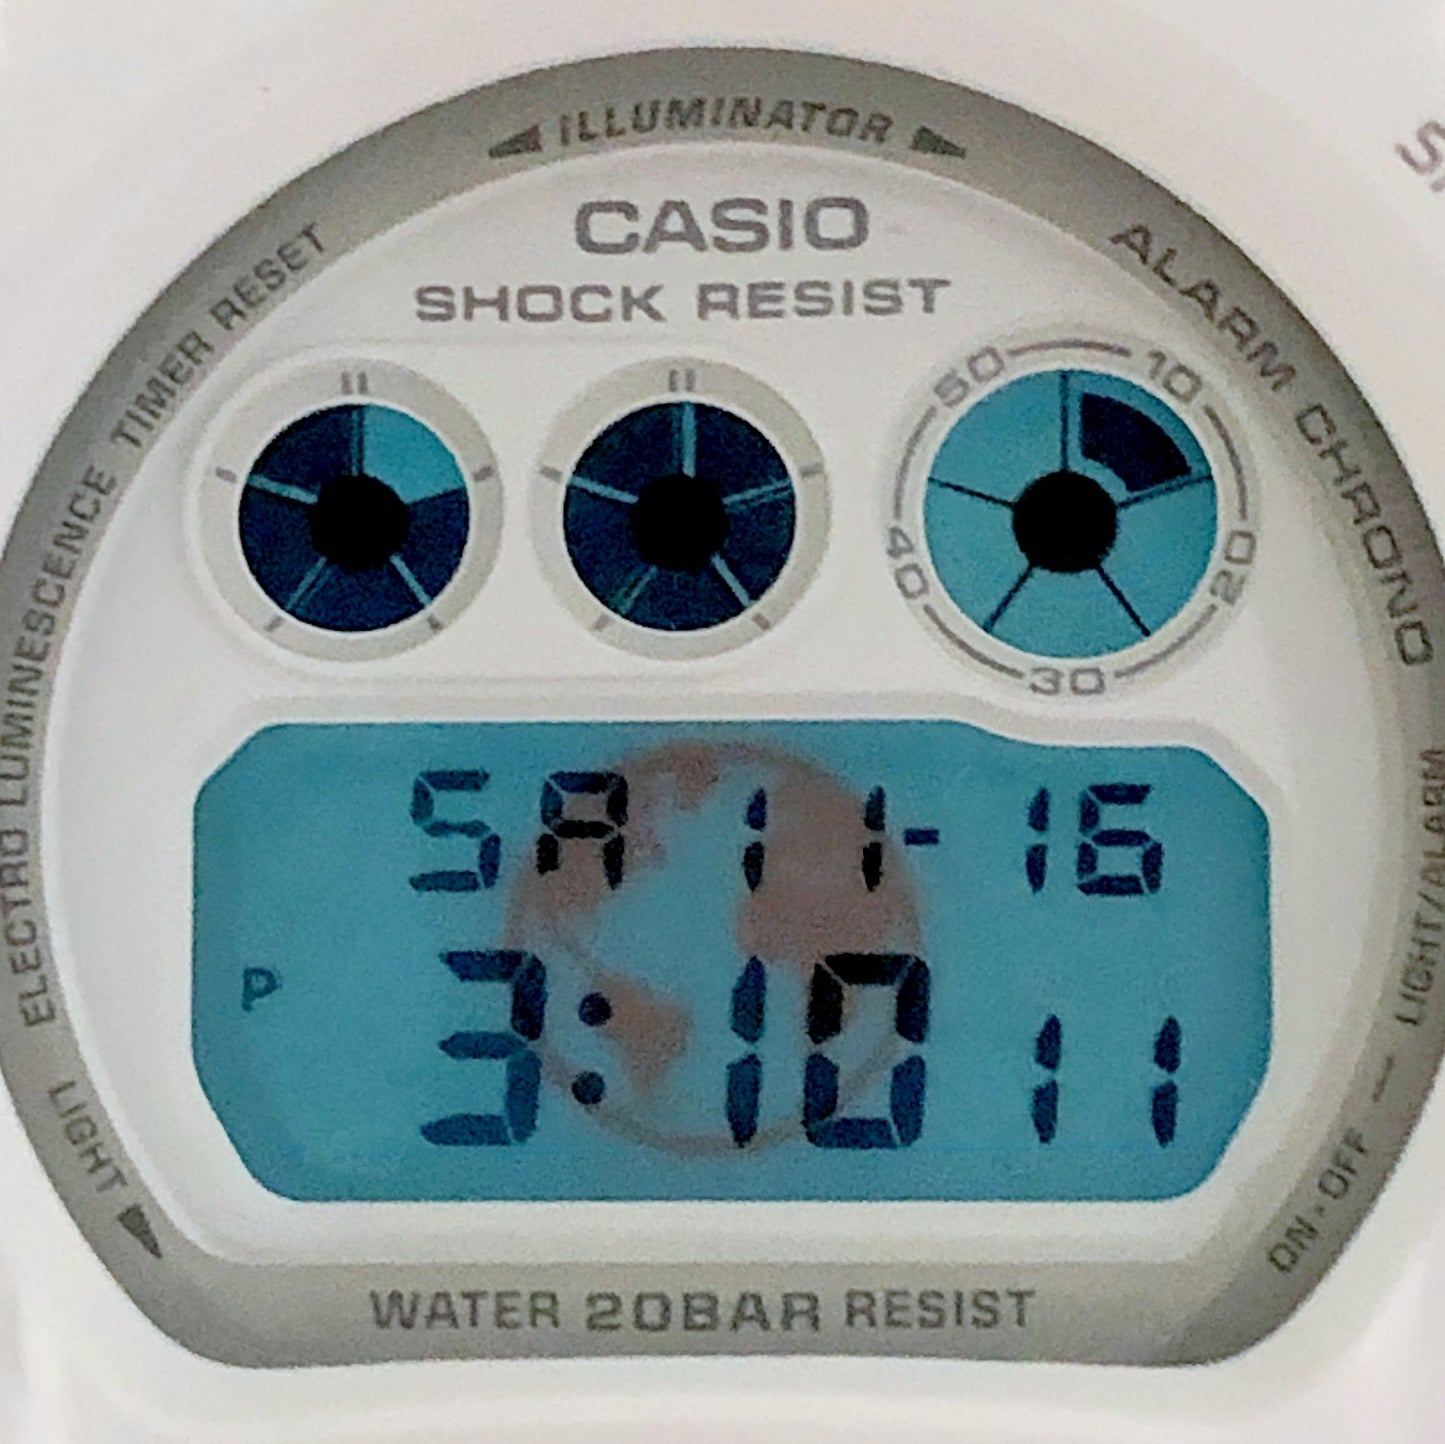 ILLUMINATOR
CASIO
SHOCK RESIST
TIMER RESET
ALARM CHRONO
ELECTRO LUMINESCENCE
50 10
40 20
30
SA 11-16
P 3:10 11
LIGHT
LIGHT/ALARM
ON·OFF
WATER 20BAR RESIST